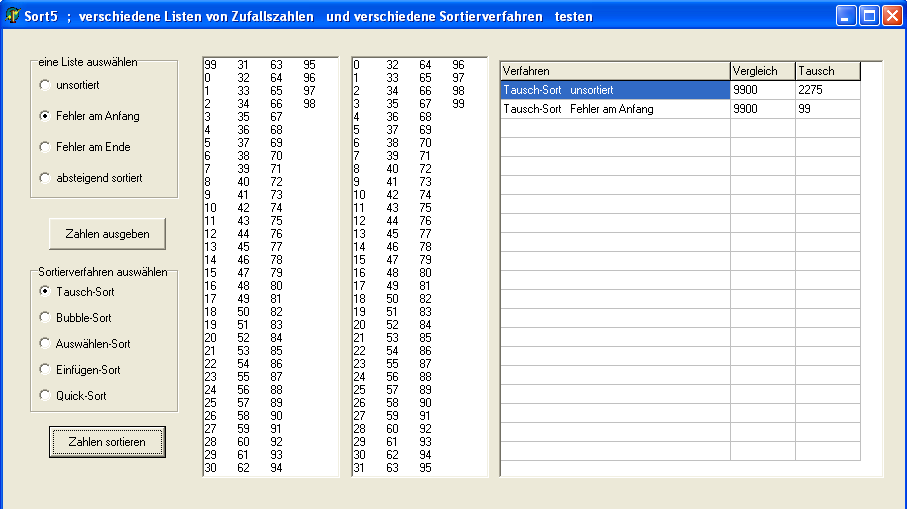 Sort5 ; verschiedene Listen von Zufallszahlen und verschiedene Sortierverfahren testen
eine Liste auswählen
unsortiert
Fehler am Anfang
Fehler am Ende
absteigend sortiert
Zahlen ausgeben
Sortierverfahren auswählen
Tausch-Sort
Bubble-Sort
Auswählen-Sort
Einfügen-Sort
Quick-Sort
Zahlen sortieren
99 31 63 95
0 32 64 96
1 33 65 97
2 34 66 98
3 35 67
4 36 68
5 37 69
6 38 70
7 39 71
8 40 72
9 41 73
10 42 74
11 43 75
12 44 76
13 45 77
14 46 78
15 47 79
16 48 80
17 49 81
18 50 82
19 51 83
20 52 84
21 53 85
22 54 86
23 55 87
24 56 88
25 57 89
26 58 90
27 59 91
28 60 92
29 61 93
30 62 94
0 32 64 96
1 33 65 97
2 34 66 98
3 35 67 99
4 36 68
5 37 69
6 38 70
7 39 71
8 40 72
9 41 73
10 42 74
11 43 75
12 44 76
13 45 77
14 46 78
15 47 79
16 48 80
17 49 81
18 50 82
19 51 83
20 52 84
21 53 85
22 54 86
23 55 87
24 56 88
25 57 89
26 58 90
27 59 91
28 60 92
29 61 93
30 62 94
31 63 95
Verfahren Vergleich Tausch
Tausch-Sort unsortiert 9900 2275
Tausch-Sort Fehler am Anfang 9900 99